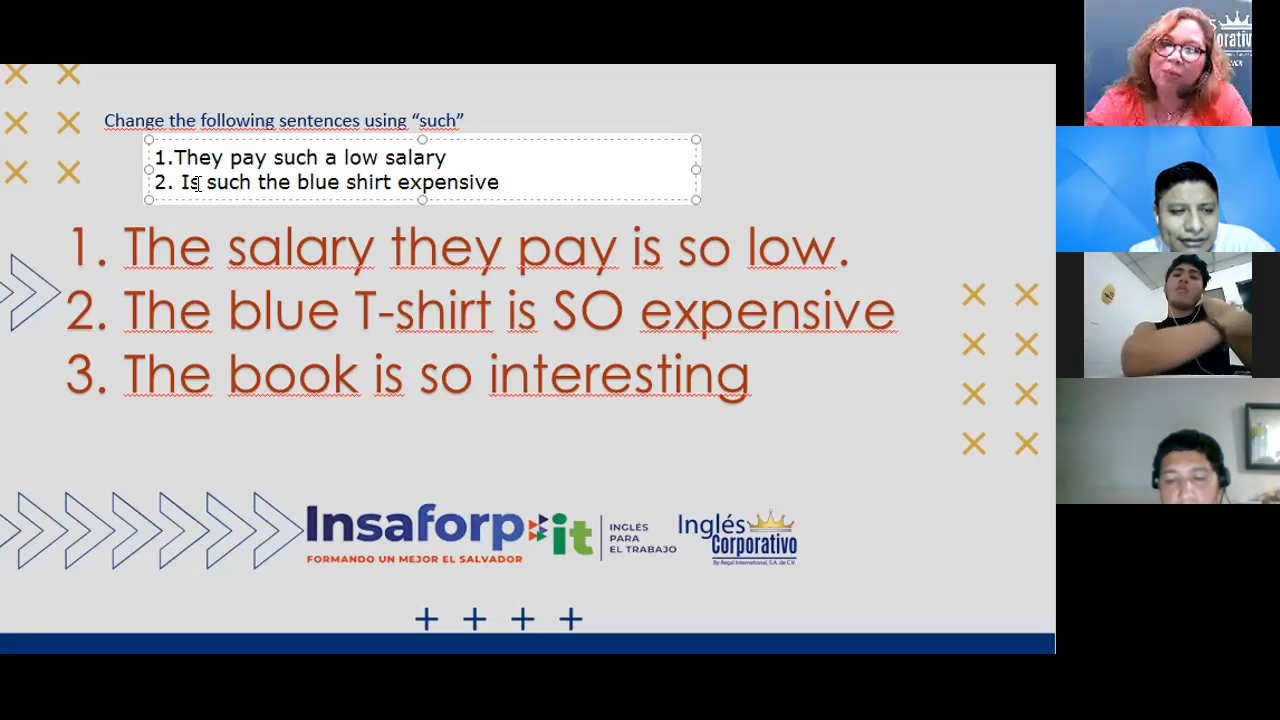 Change the following sentences using “such”
1.They pay such a low salary
2. Is such the blue shirt expensive
1. The salary they pay is so low.
2. The blue T-shirt is SO expensive
3. The book is so interesting
Insaforp
FORMANDO UN MEJOR EL SALVADOR
it
INGLÉS
PARA
EL TRABAJO
Inglés
Corporativo
By Regal International, S.A. de C.V.